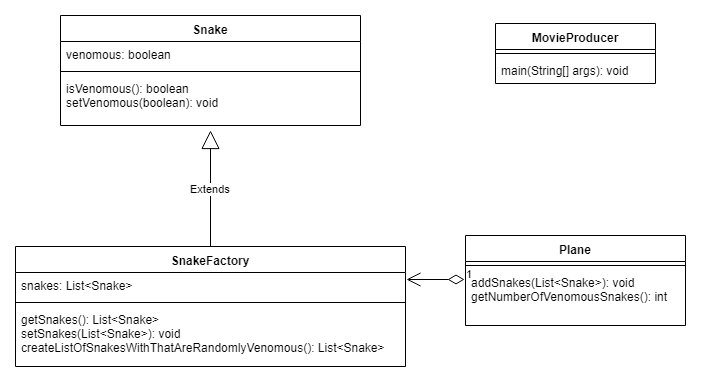 Snake
venomous: boolean
isVenomous(): boolean
setVenomous(boolean): void
MovieProducer
main(String[] args): void
Extends
SnakeFactory
snakes: List<Snake>
getSnakes(): List<Snake>
setSnakes(List<Snake>): void
createListOfSnakesWithThatAreRandomlyVenomous(): List<Snake>
Plane
1
addSnakes(List<Snake>): void
getNumberOfVenomousSnakes(): int